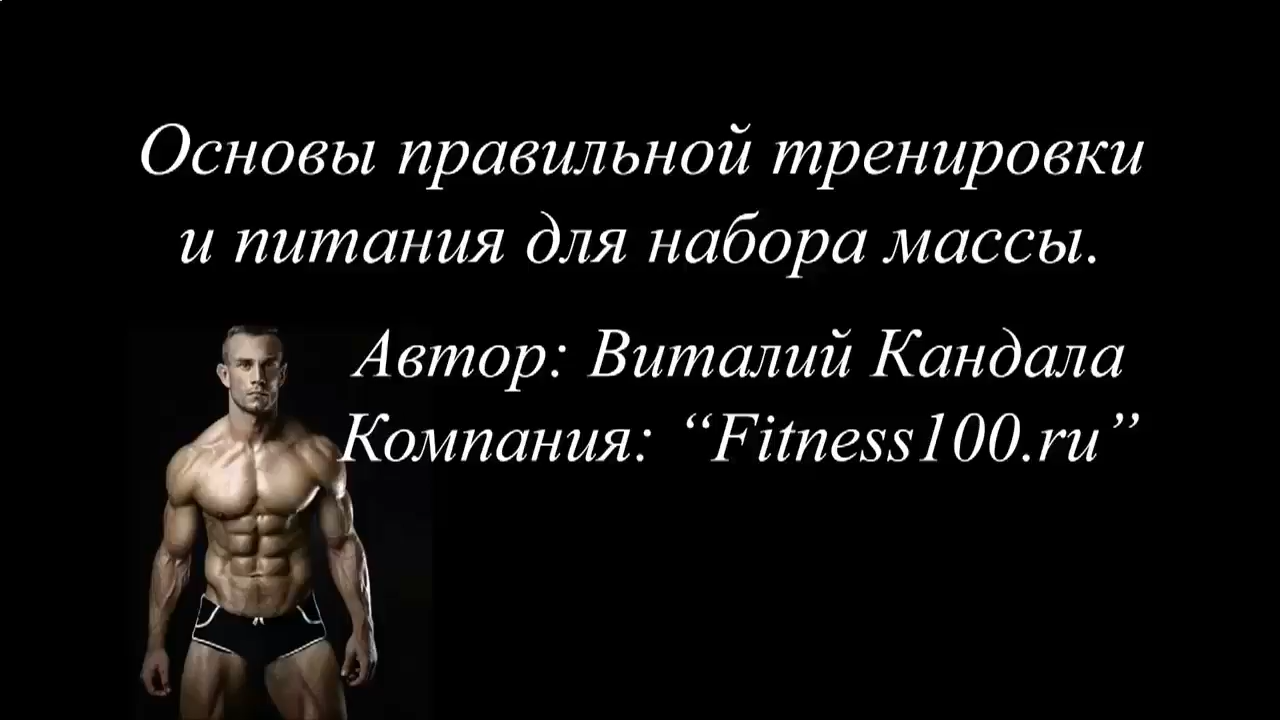 Основы правильной тренировки
и питания для набора массы.
Автор: Виталий Кандала
Компания: “Fitness100.ru”